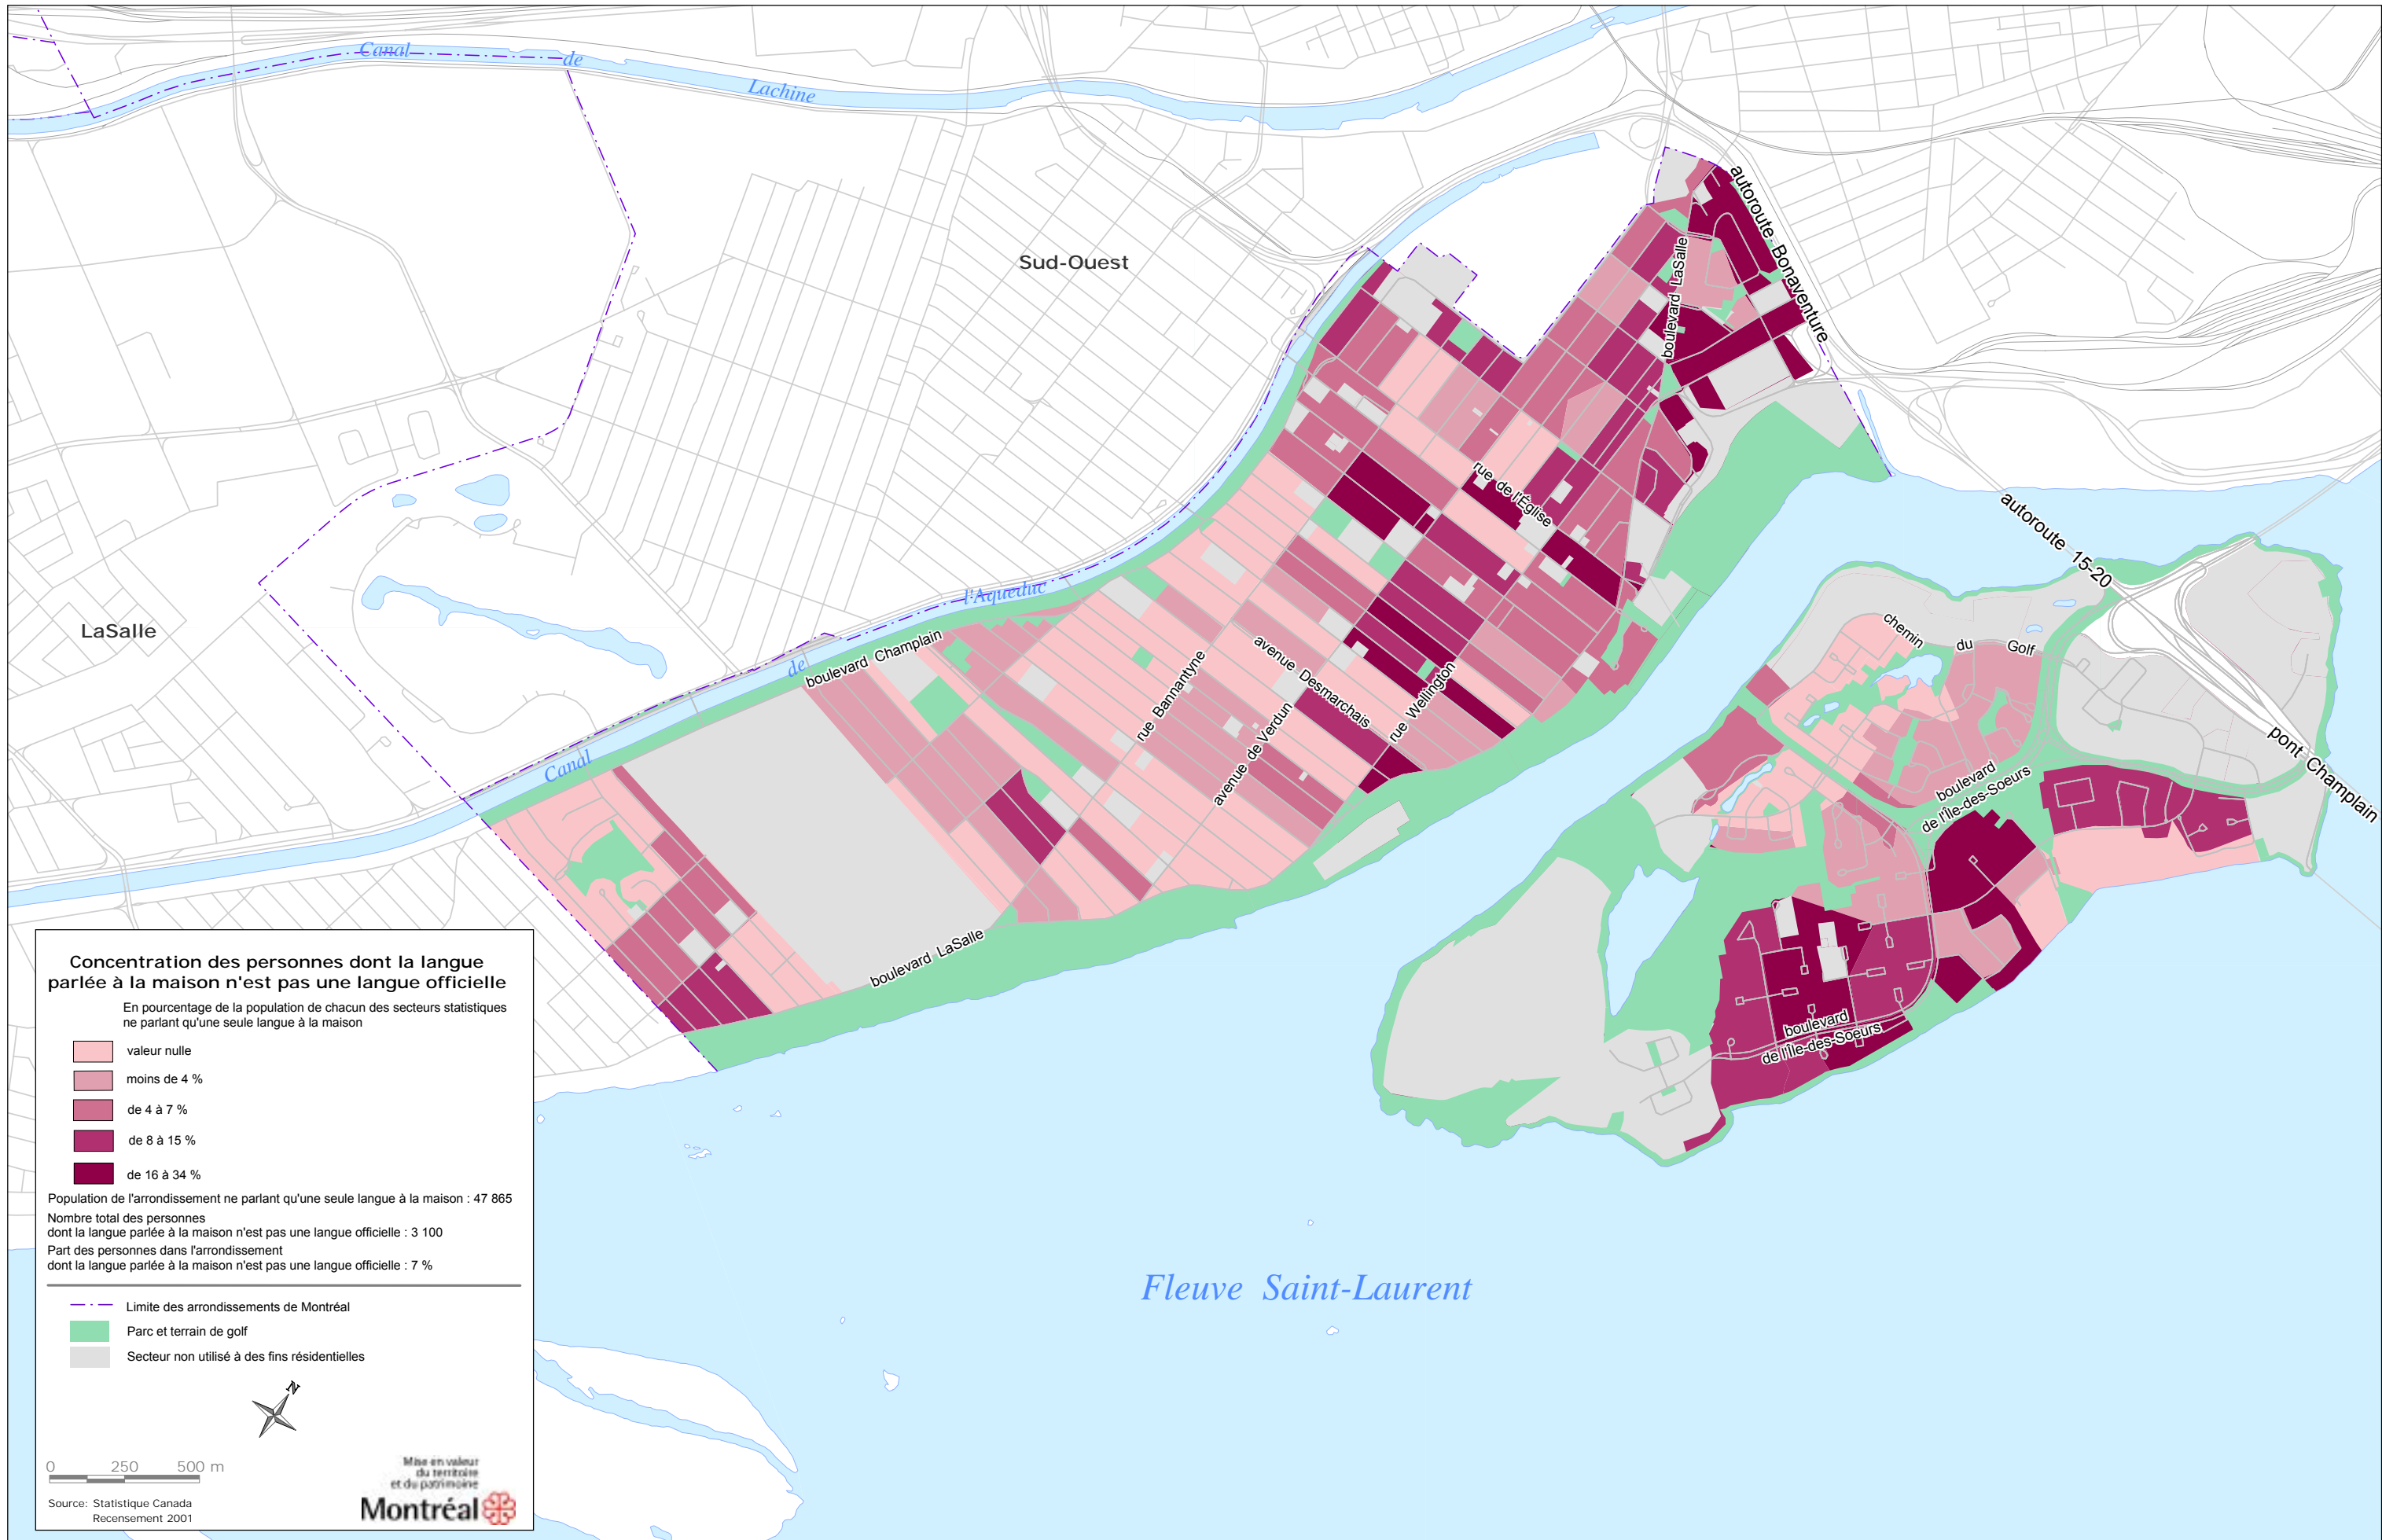 Canal
de
Lachine
autoroute Bonaventure
boulevard LaSalle
Sud-Ouest
rue de l'Église
autoroute 15-20
l'Aqueduc
de
Canal
LaSalle
boulevard Champlain
chemin du Golf
rue Bannantyne
avenue Desmarchais
rue Wellington
avenue de Verdun
pont Champlain
boulevard
de l'Île-des-Soeurs
boulevard LaSalle
boulevard
de l'Île-des-Soeurs
Fleuve Saint-Laurent
Concentration des personnes dont la langue
parlée à la maison n'est pas une langue officielle
En pourcentage de la population de chacun des secteurs statistiques
ne parlant qu'une seule langue à la maison
valeur nulle
moins de 4 %
de 4 à 7 %
de 8 à 15 %
de 16 à 34 %
Population de l'arrondissement ne parlant qu'une seule langue à la maison : 47 865
Nombre total des personnes
dont la langue parlée à la maison n'est pas une langue officielle : 3 100
Part des personnes dans l'arrondissement
dont la langue parlée à la maison n'est pas une langue officielle : 7 %
Limite des arrondissements de Montréal
Parc et terrain de golf
Secteur non utilisé à des fins résidentielles
N
0 250 500 m
Source: Statistique Canada
Recensement 2001
Mise en valeur
du territoire
et du patrimoine
Montréal